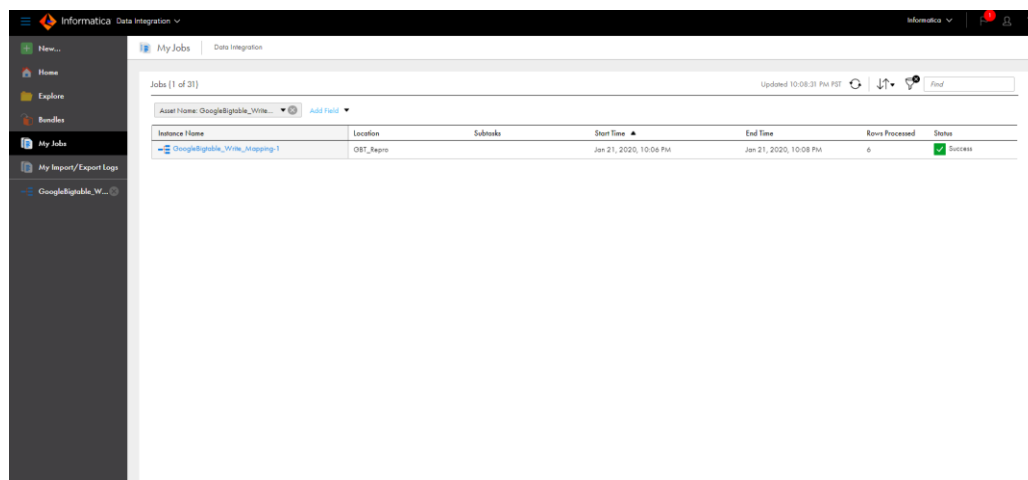 Informatica Data Integration
Informatica
1
New...
My Jobs Data Integration
Home
Explore
Bundles
My Jobs
My Import/Export Logs
GoogleBigtable_W...
Jobs (1 of 31)
Updated 10:08:31 PM PST
Find
Asset Name: GoogleBigtable_Write... Add Field
Instance Name Location Subtasks Start Time End Time Rows Processed Status
GoogleBigtable_Write_Mapping-1 OBT_Repro Jan 21, 2020, 10:06 PM Jan 21, 2020, 10:08 PM 6 Success